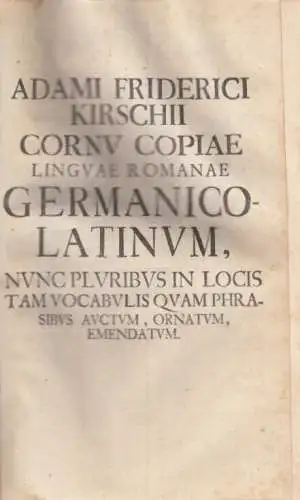 ADAMI FRIDERICI
KIRSCHII
CORNV COPIAE
LINGVAE ROMANAE
GERMANICO-
LATINVM,
NVNC PLVRIBVS IN LOCIS
TAM VOCABVLIS QVAM PHRA-
SIBVS AVCTVM, ORNATVM,
EMENDATVM.